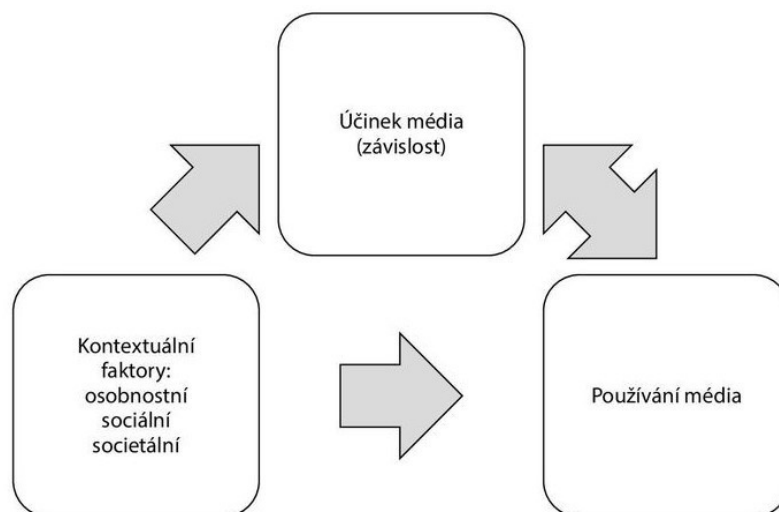 Účinek média
(závislost)
Kontextuální
faktory:
osobnostní
sociální
societální
Používání média